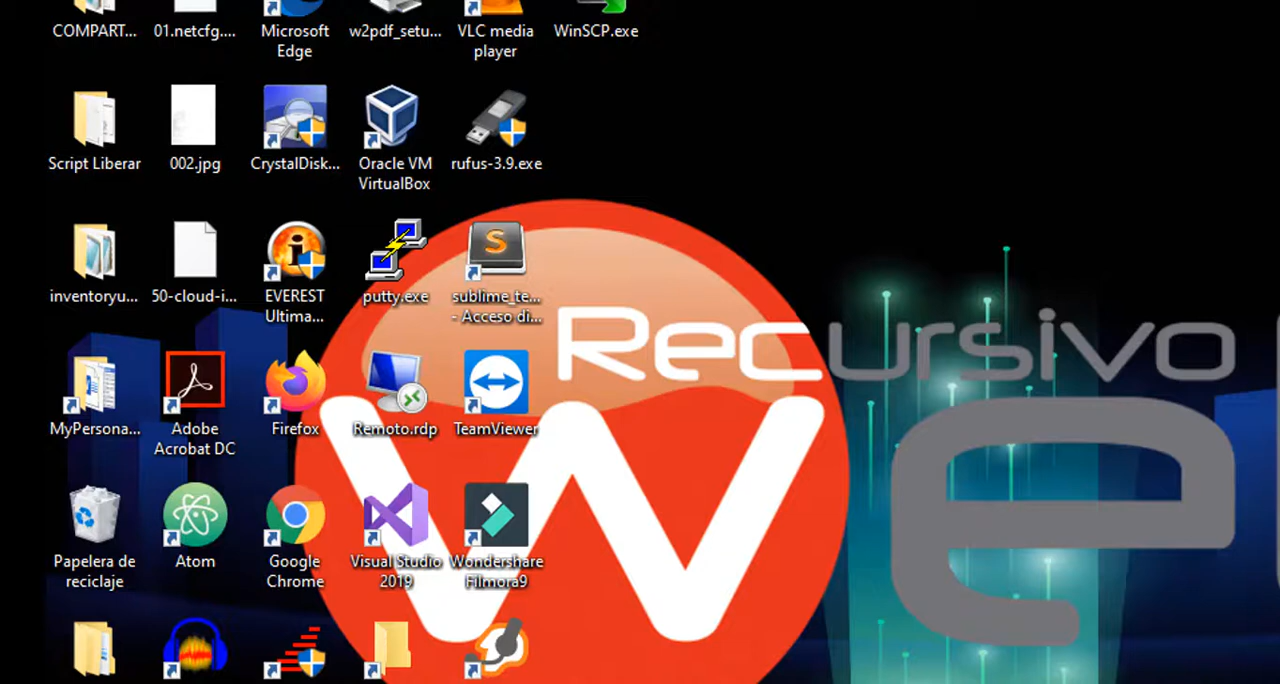 COMPART...
01.netcfg....
Microsoft
Edge
w2pdf_setu...
VLC media
player
WinSCP.exe
Script Liberar
002.jpg
CrystalDisk...
Oracle VM
VirtualBox
rufus-3.9.exe
inventoryu...
50-cloud-i...
EVEREST
Ultima...
putty.exe
sublime_te...
- Acceso di...
Recursivo
MyPersona...
Adobe
Acrobat DC
Firefox
Remoto.rdp
TeamViewer
We
Papelera de
reciclaje
Atom
Google
Chrome
Visual Studio
2019
Wondershare
Filmora9